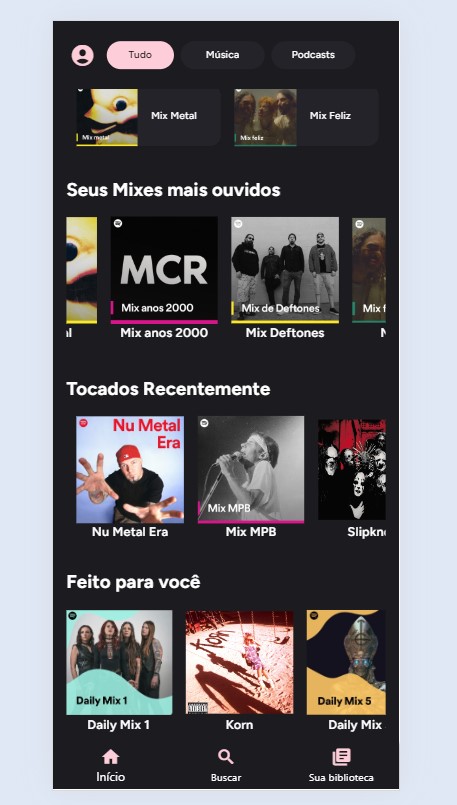 Tudo
Música
Podcasts
Mix metal
Mix Metal
Mix feliz
Mix Feliz
Seus Mixes mais ouvidos
l
MCR
Mix anos 2000
Mix anos 2000
Mix de Deftones
Mix Deftones
Mix f
Tocados Recentemente
Nu Metal
Era
Nu Metal Era
Mix MPB
Mix MPB
Slipkn
Feito para você
Daily Mix 1
Daily Mix 1
KoRn
Korn
Daily Mix 5
Daily Mix
Início
Buscar
Sua biblioteca